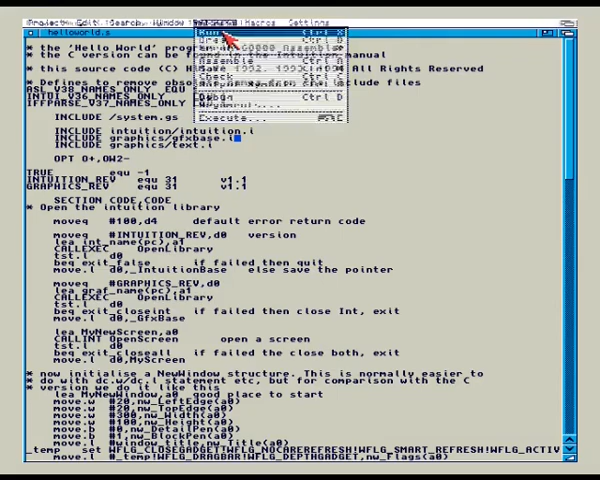 Project Edit Search Window Macros Settings
helloworld.s
Run Ctrl X
Assemble Ctrl A
Check Ctrl C
Debug Ctrl D
Execute... E
* the 'Hello World' prog
the C version can be found in the Intuition manual
* this source code (C) H 1992, All Rights Reserved
* Defines to remove obs names include files
ASL_V38_NAMES_ONLY EQU
INTUI_V36_NAMES_ONLY
IFFPARSE_V37_NAMES_ONLY
INCLUDE /system.gs
INCLUDE intuition/intuition.i
INCLUDE graphics/gfxbase.i
INCLUDE graphics/text.i
OPT O+,OW2-
TRUE equ -1
INTUITION_REV equ 31 v1.1
GRAPHICS_REV equ 31 v1.1
SECTION CODE,CODE
* Open the intuition library
moveq #100,d4 default error return code
moveq #INTUITION_REV,d0 version
lea int_name(pc),a1
CALLEXEC OpenLibrary
tst.l d0
beq exit_false if failed then quit
move.l d0,_IntuitionBase else save the pointer
moveq #GRAPHICS_REV,d0
lea graf_name(pc),a1
CALLEXEC OpenLibrary
tst.l d0
beq exit_closeint if failed then close Int, exit
move.l d0,_GfxBase
lea MyNewScreen,a0
CALLINT OpenScreen open a screen
tst.l d0
beq exit_closeall if failed the close both, exit
move.l d0,MyScreen
* now initialise a NewWindow structure. This is normally easier to
* do with dc.w/dc.l statement etc, but for comparison with the C
* version we do it like this
lea MyNewWindow,a0 good place to start
move.w #20,nw_LeftEdge(a0)
move.w #20,nw_TopEdge(a0)
move.w #300,nw_Width(a0)
move.w #100,nw_Height(a0)
move.b #0,nw_DetailPen(a0)
move.b #1,nw_BlockPen(a0)
move.l #window_title,nw_Title(a0)
_temp set WFLG_CLOSEGADGET!WFLG_NOCAREREFRESH!WFLG_SMART_REFRESH!WFLG_ACTIV
move.l #_temp!WFLG_DRAGBAR!WFLG_DEPTHGADGET,nw_Flags(a0)